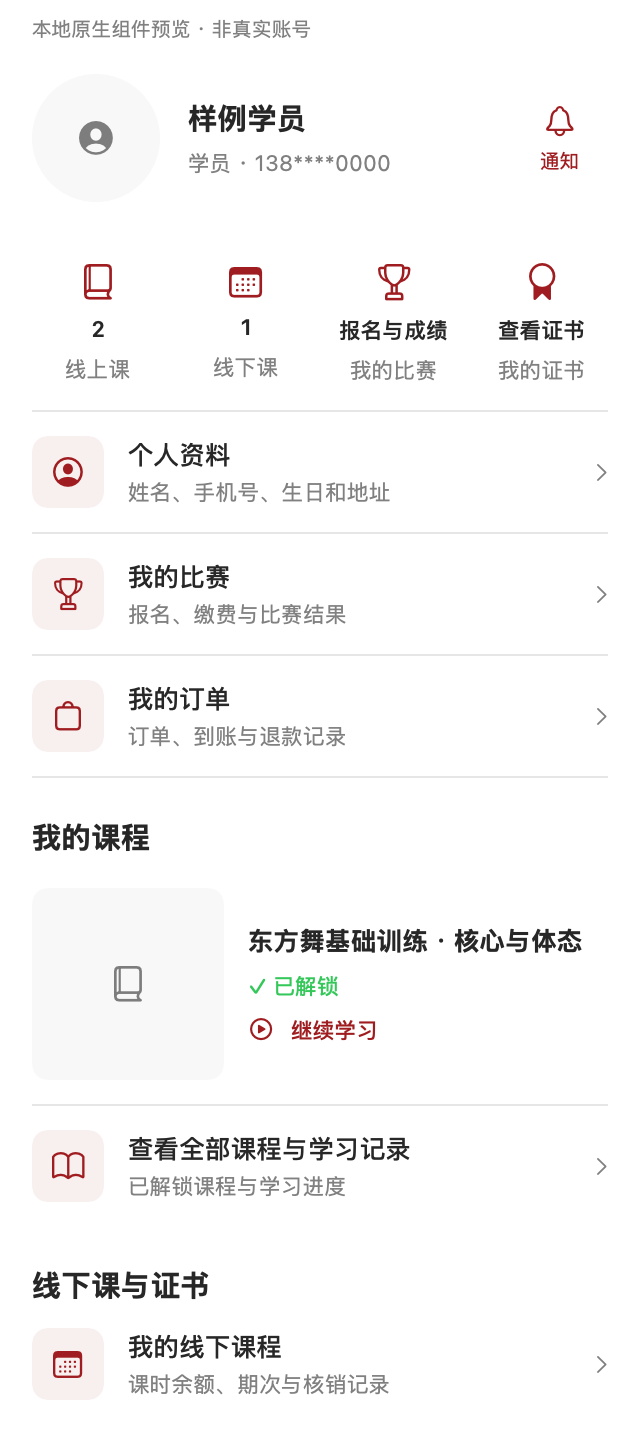 本地原生组件预览 · 非真实账号
样例学员
学员 · 138****0000
通知
2
线上课
1
线下课
报名与成绩
我的比赛
查看证书
我的证书
个人资料
姓名、手机号、生日和地址
我的比赛
报名、缴费与比赛结果
我的订单
订单、到账与退款记录
我的课程
东方舞基础训练 · 核心与体态
已解锁
继续学习
查看全部课程与学习记录
已解锁课程与学习进度
线下课与证书
我的线下课程
课时余额、期次与核销记录